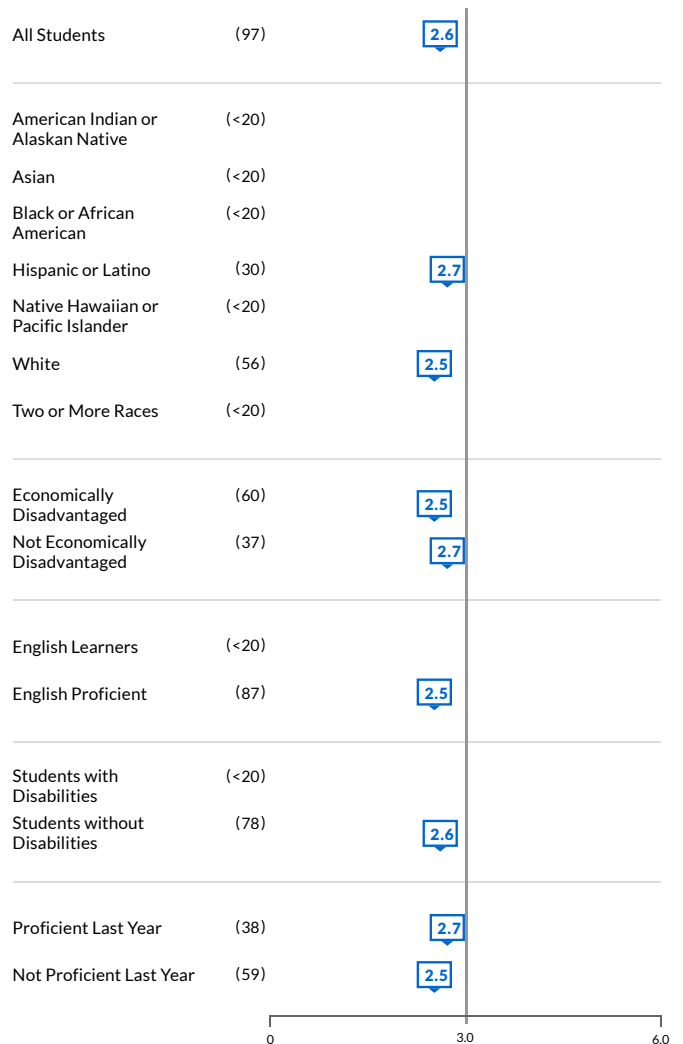 All Students (97) 2.6
American Indian or (<20)
Alaskan Native
Asian (<20)
Black or African (<20)
American
Hispanic or Latino (30) 2.7
Native Hawaiian or (<20)
Pacific Islander
White (56) 2.5
Two or More Races (<20)
Economically (60) 2.5
Disadvantaged
Not Economically (37) 2.7
Disadvantaged
English Learners (<20)
English Proficient (87) 2.5
Students with (<20)
Disabilities
Students without (78) 2.6
Disabilities
Proficient Last Year (38) 2.7
Not Proficient Last Year (59) 2.5
0 3.0 6.0